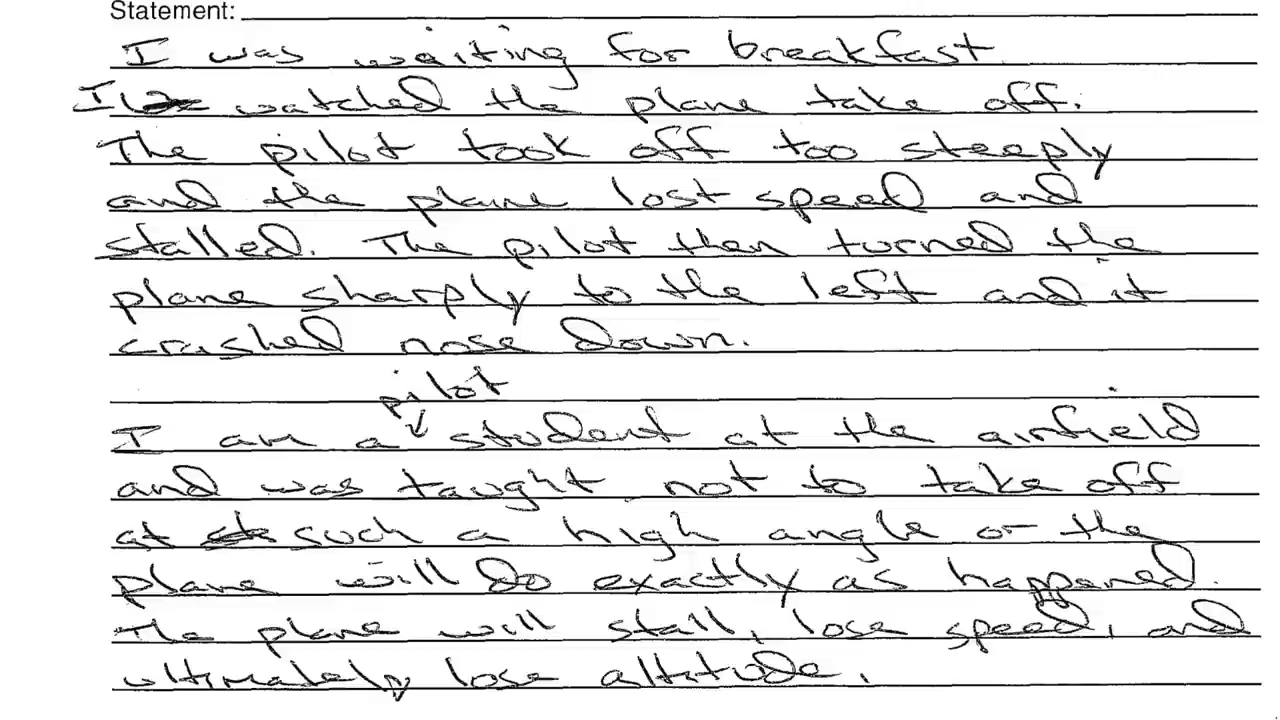 Statement:
I was waiting for breakfast.
I watched the plane take off.
The pilot took off too steeply
and the plane lost speed and
stalled. The pilot then turned the
plane sharply to the left and it
crashed nose down.
pilot
I am a student at the airfield
and was taught not to take off
at such a high angle or the
plane will do exactly as happened.
The plane will stall, lose speed, and
ultimately lose altitude.